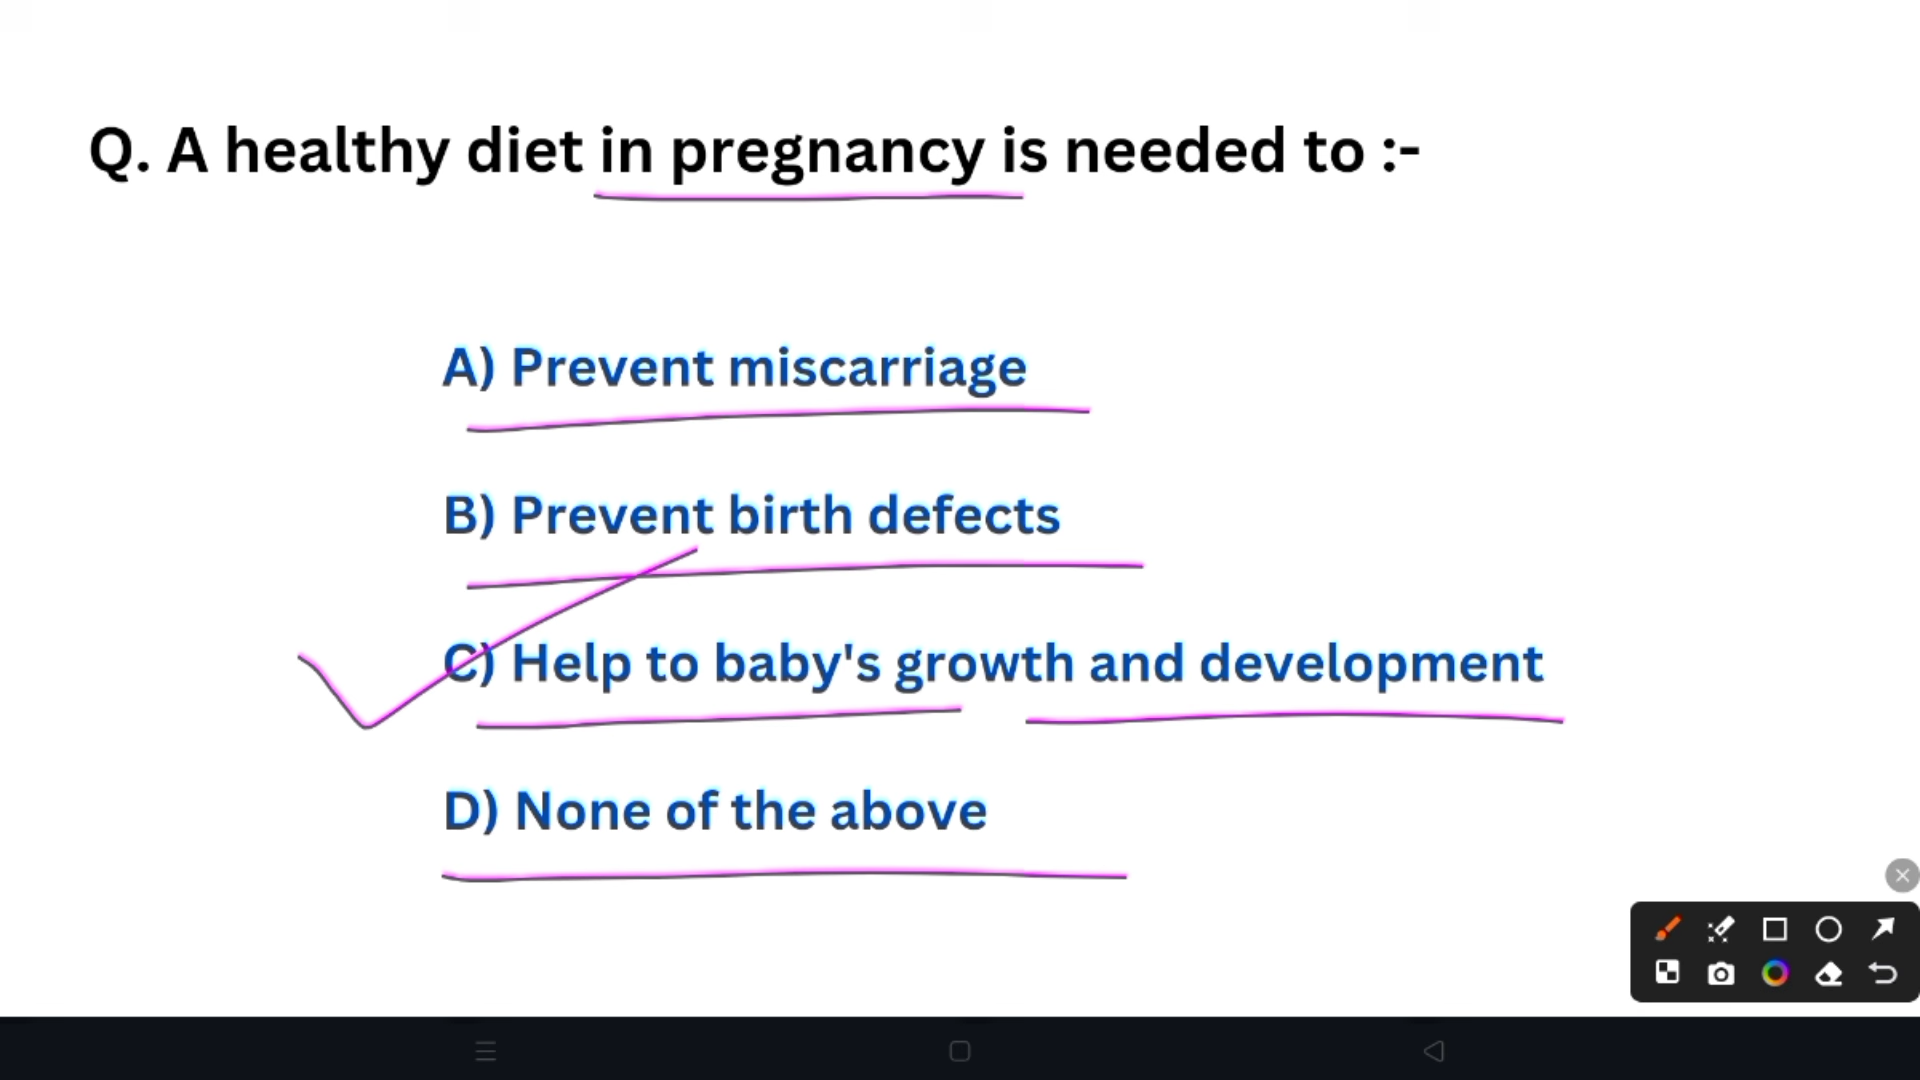 Q. A healthy diet in pregnancy is needed to :-
A) Prevent miscarriage
B) Prevent birth defects
C) Help to baby's growth and development
D) None of the above